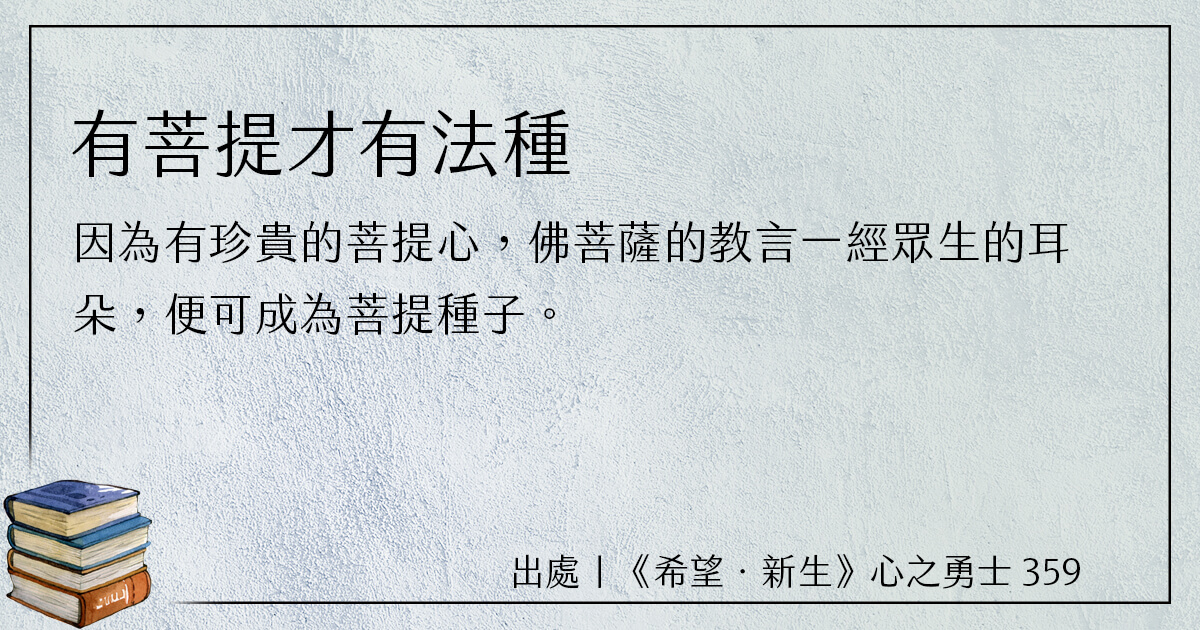 有菩提才有法種
因為有珍貴的菩提心，佛菩薩的教言一經眾生的耳
朵，便可成為菩提種子。
出處｜《希望．新生》心之勇士 359